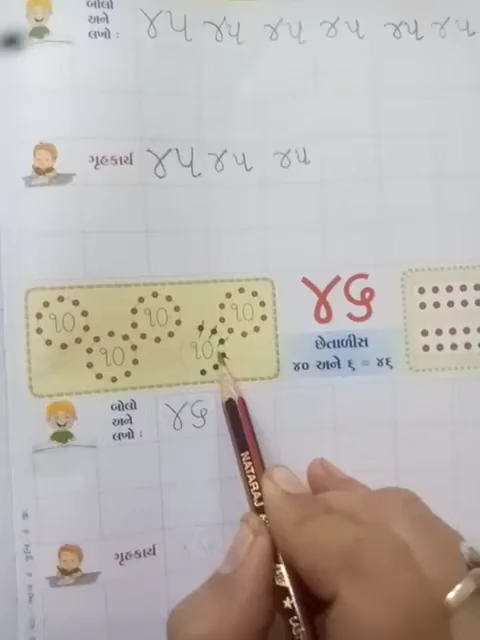 બોલો
અને
લખો :
૪૫ ૪૫ ૪૫ ૪૫ ૪૫ ૪૫
ગૃહકાર્ય
૪૫ ૪૫ ૪૫
૧૦ ૧૦ ૧૦ ૧૦ ૧૦
૪૬
છેતાળીસ
૪૦ અને ૬ = ૪૬
બોલો
અને
લખો :
૪૬
ગૃહકાર્ય
NATARAJ